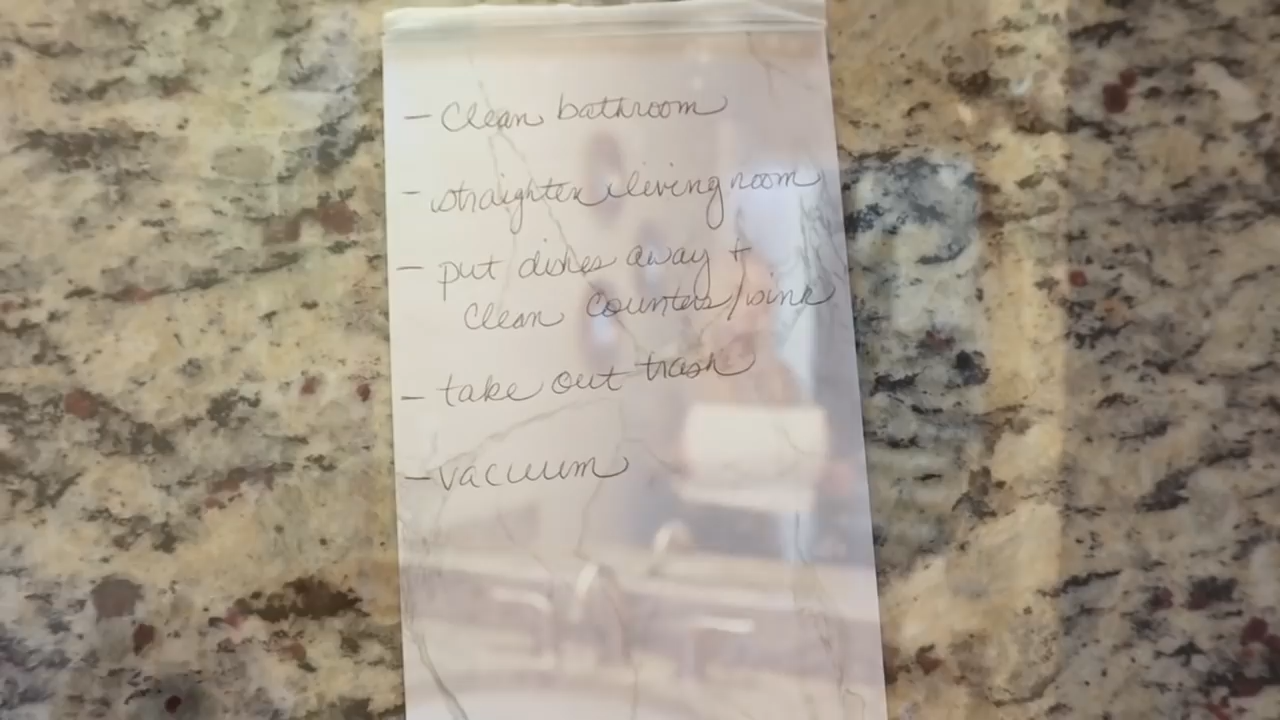 - Clean bathroom
- straighten living room
- put dishes away +
clean counters/sink
- take out trash
- vacuum